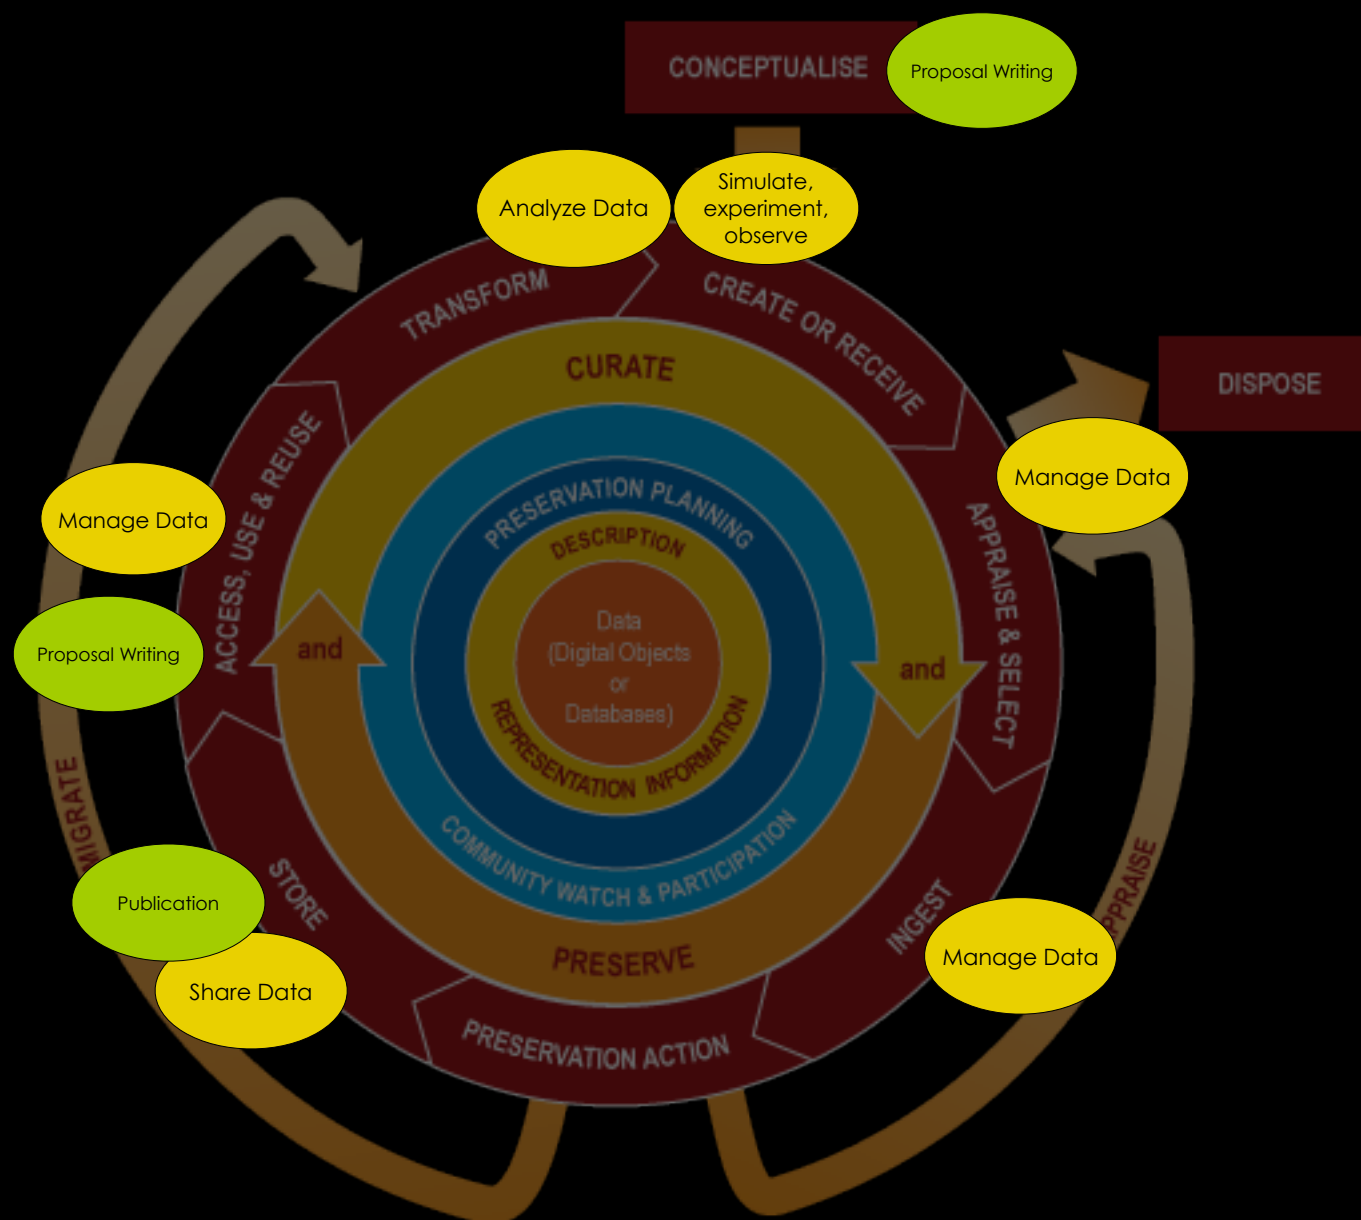 CONCEPTUALISE
Proposal Writing
Analyze Data
Simulate,
experiment,
observe
TRANSFORM
CREATE OR RECEIVE
CURATE
DISPOSE
Manage Data
Manage Data
ACCESS, USE & REUSE
APPRAISE & SELECT
PRESERVATION PLANNING
DESCRIPTION
Data
(Digital Objects
or
Databases)
and
and
Proposal Writing
REPRESENTATION INFORMATION
COMMUNITY WATCH & PARTICIPATION
MIGRATE
STORE
Publication
Share Data
PRESERVE
INGEST
Manage Data
PPRAISE
PRESERVATION ACTION